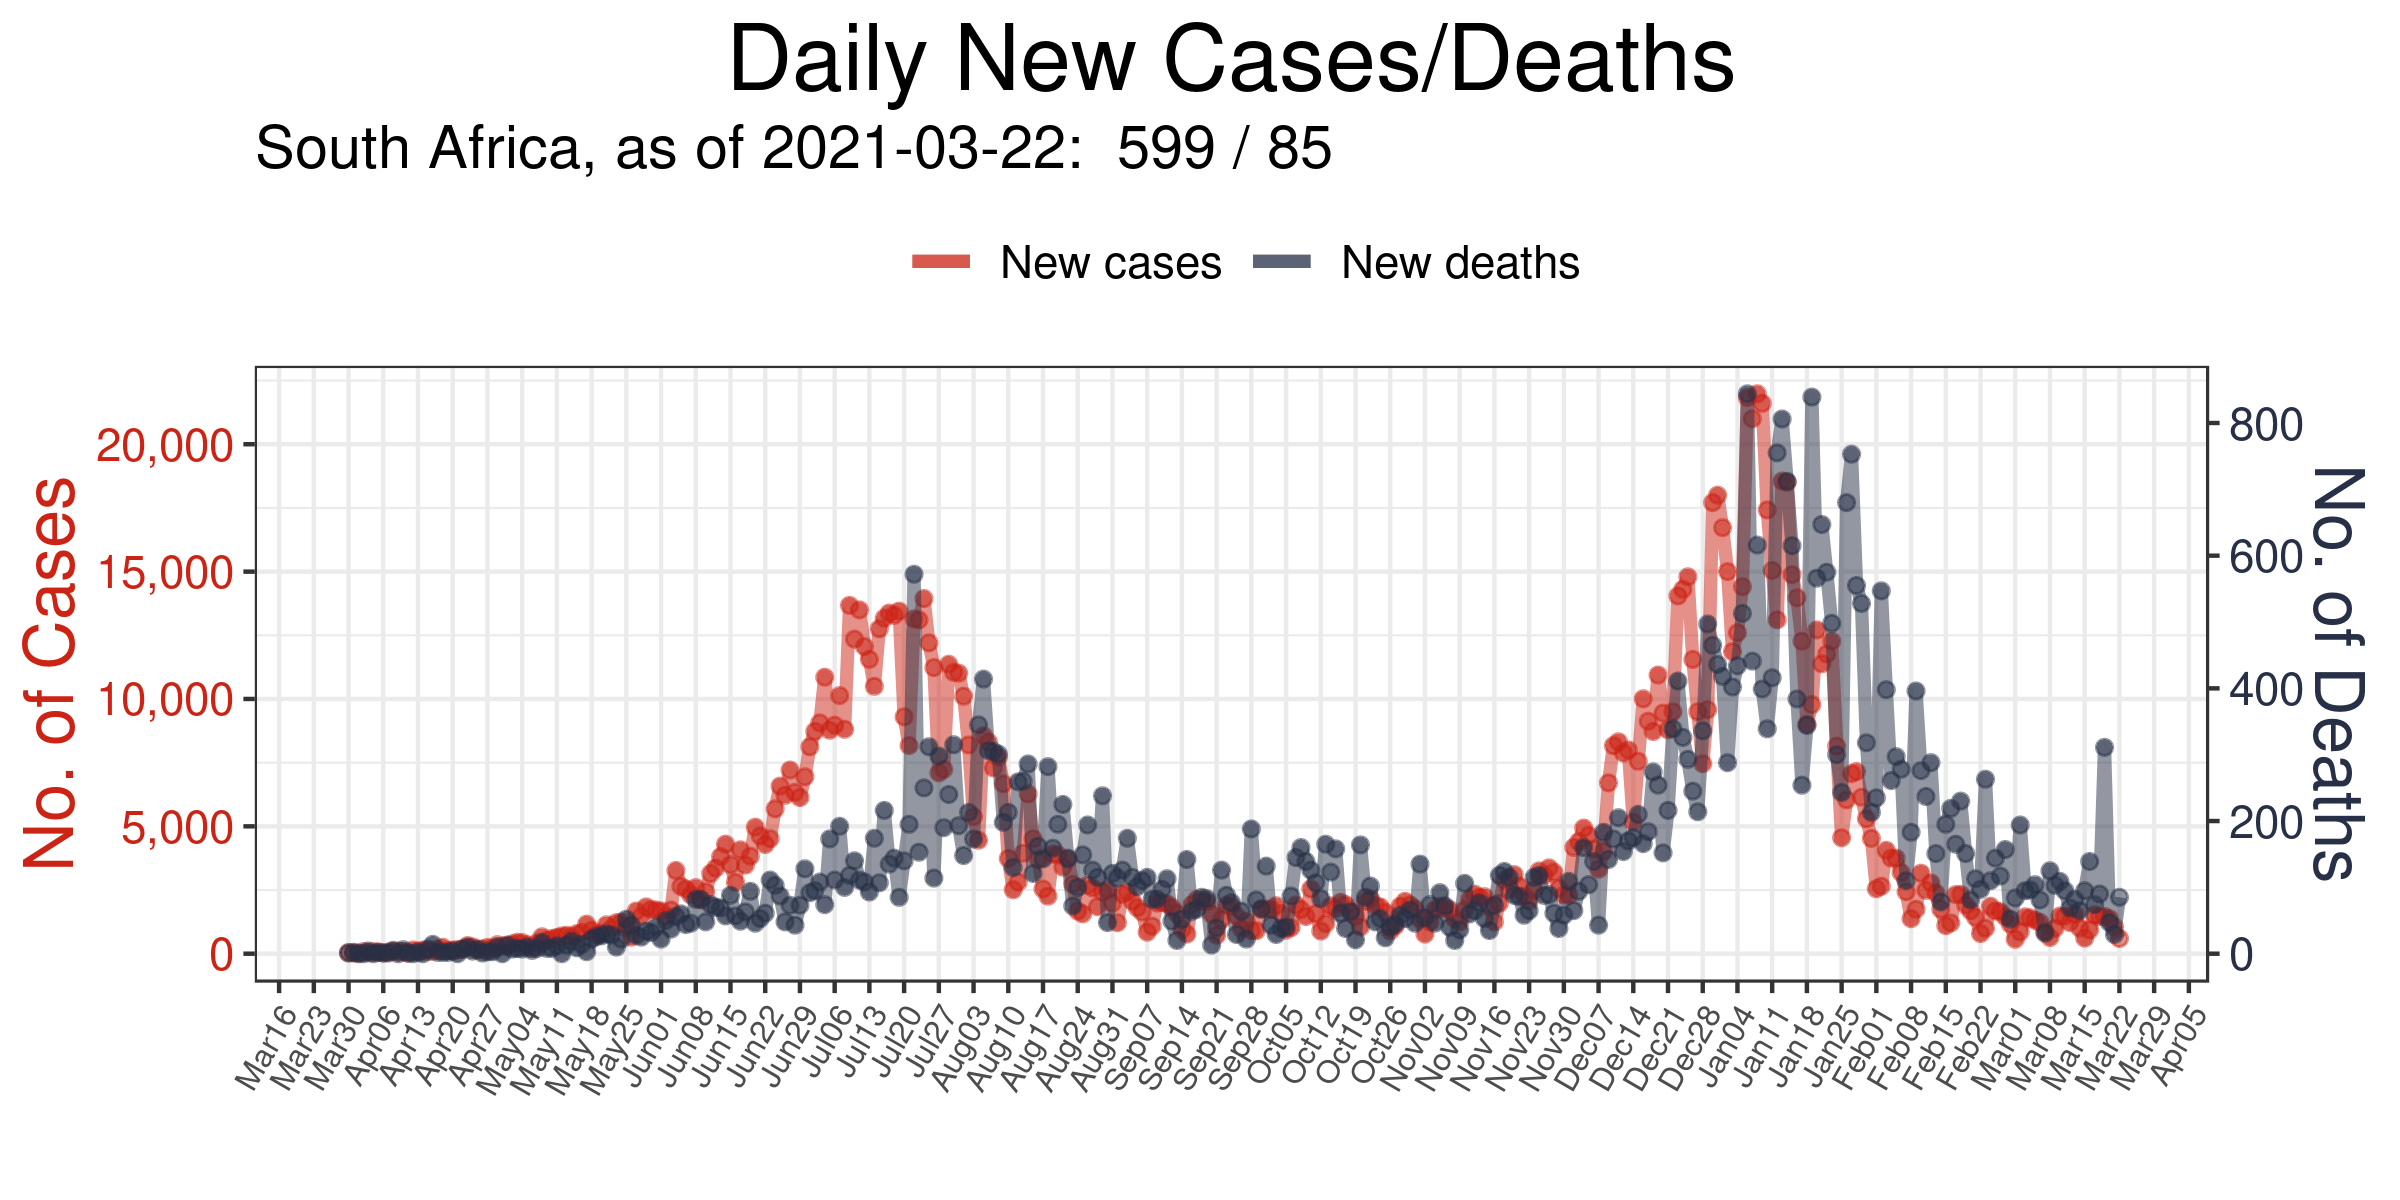 Daily New Cases/Deaths
South Africa, as of 2021-03-22:  599 / 85
New cases
New deaths
No. of Cases
20,000
15,000
10,000
5,000
0
800
600
400
200
0
No. of Deaths
Mar16
Mar23
Mar30
Apr06
Apr13
Apr20
Apr27
May04
May11
May18
May25
Jun01
Jun08
Jun15
Jun22
Jun29
Jul06
Jul13
Jul20
Jul27
Aug03
Aug10
Aug17
Aug24
Aug31
Sep07
Sep14
Sep21
Sep28
Oct05
Oct12
Oct19
Oct26
Nov02
Nov09
Nov16
Nov23
Nov30
Dec07
Dec14
Dec21
Dec28
Jan04
Jan11
Jan18
Jan25
Feb01
Feb08
Feb15
Feb22
Mar01
Mar08
Mar15
Mar22
Mar29
Apr05